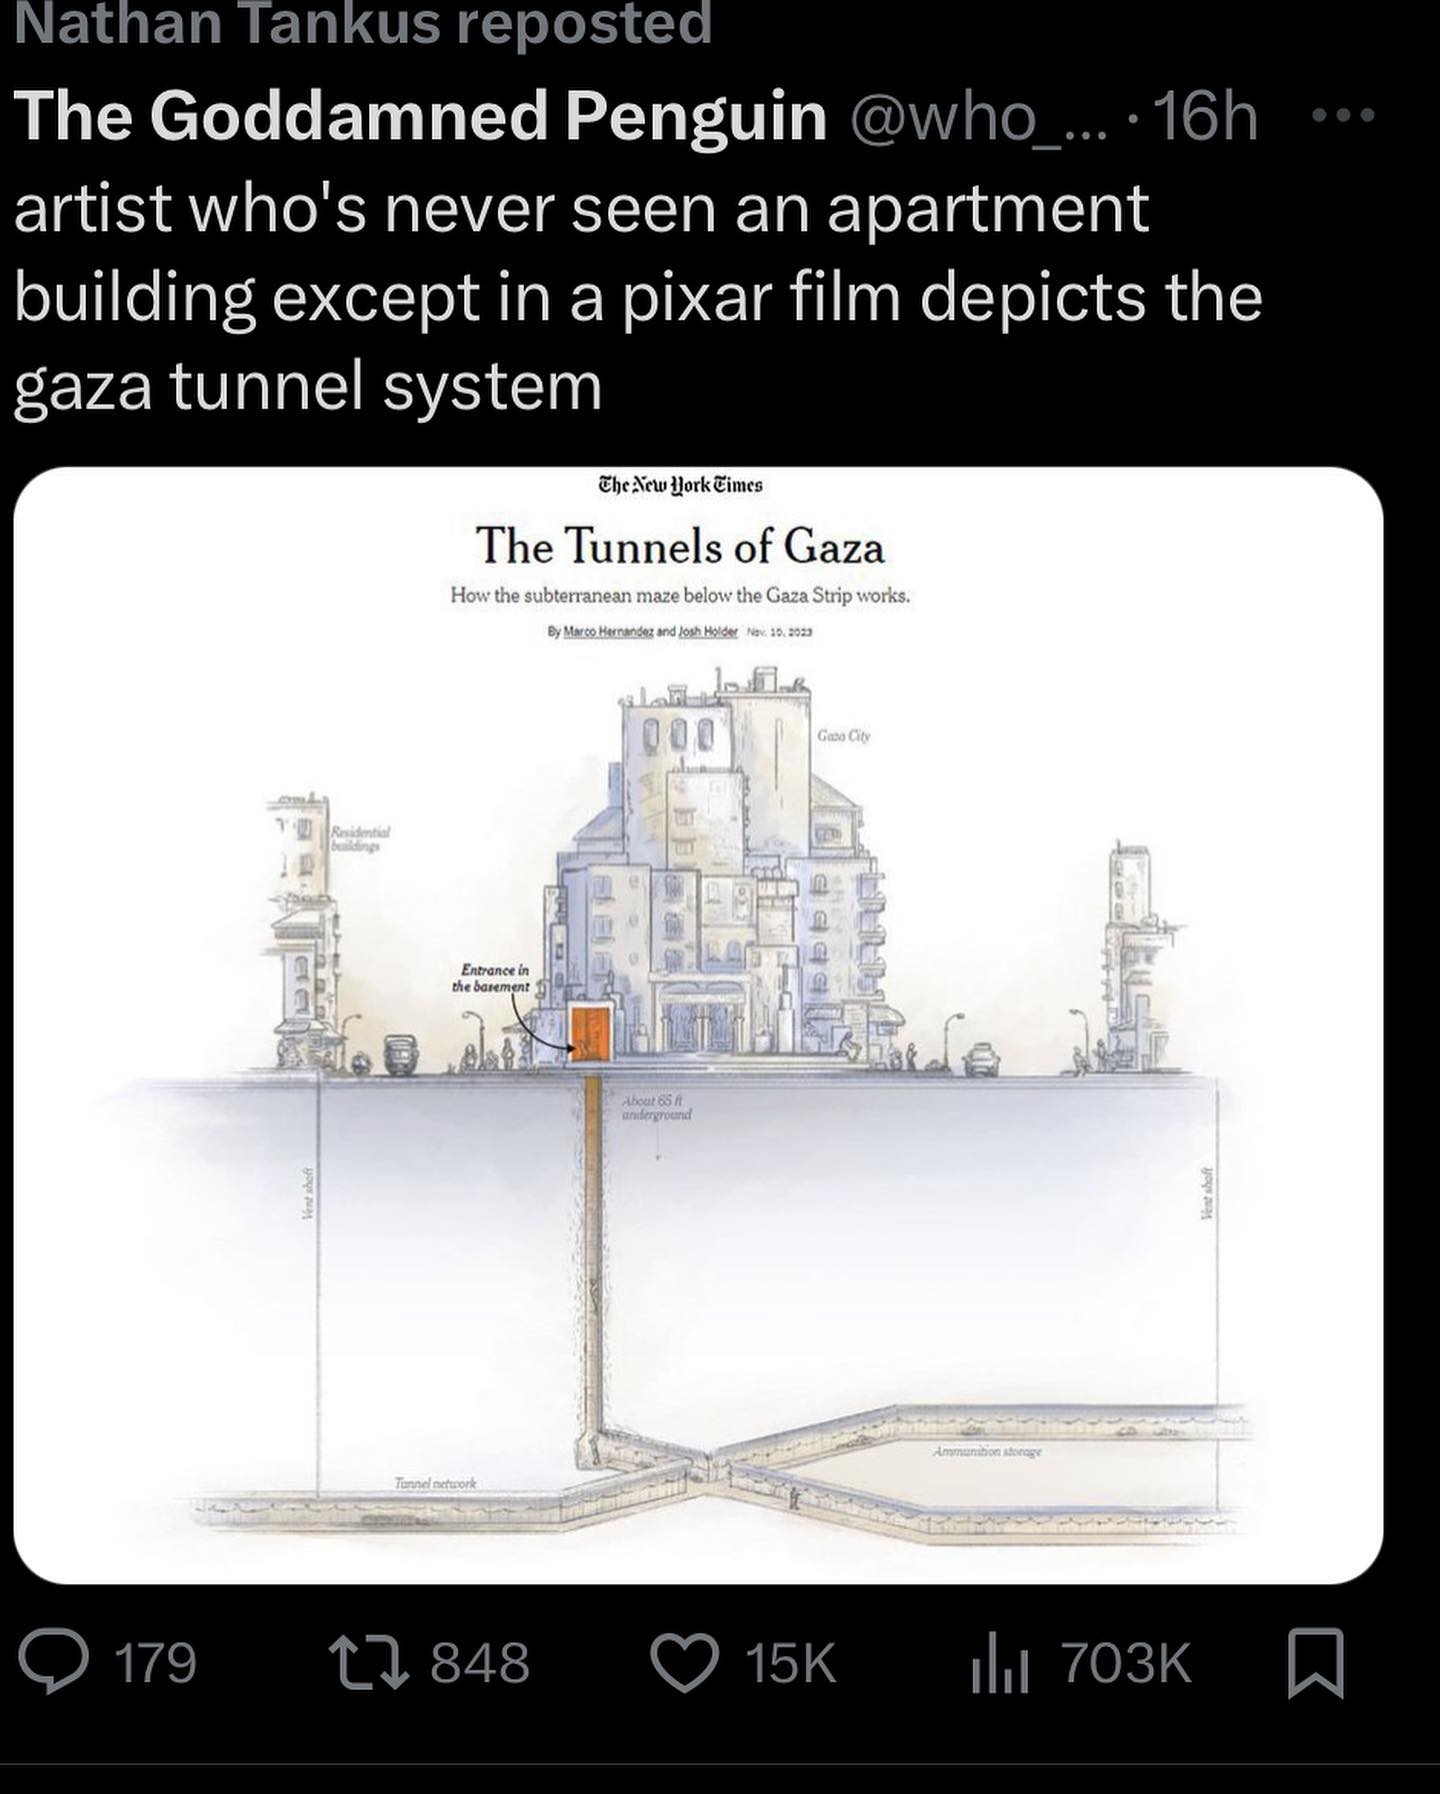 Nathan Tankus reposted
The Goddamned Penguin @who_... · 16h
artist who's never seen an apartment
building except in a pixar film depicts the
gaza tunnel system
The New York Times
The Tunnels of Gaza
How the subterranean maze below the Gaza Strip works.
By Marco Hernandez and Josh Holder Nov. 10, 2023
Gaza City
Residential
buildings
Entrance in
the basement
About 65 ft
underground
Vent shaft
Vent shaft
Ammunition storage
Tunnel network
179 848 15K 703K